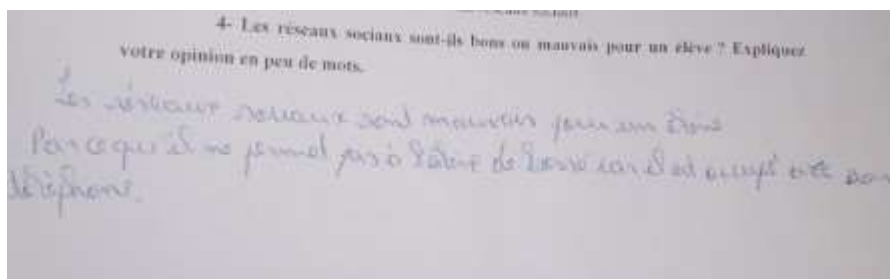 4- Les réseaux sociaux sont-ils bons ou mauvais pour un élève ? Expliquez
votre opinion en peu de mots.
Les réseaux sociaux sont mauvais pour un élève
Parcequ'il ne permet pas à l'élève de car il est occupé avec son
téléphone.